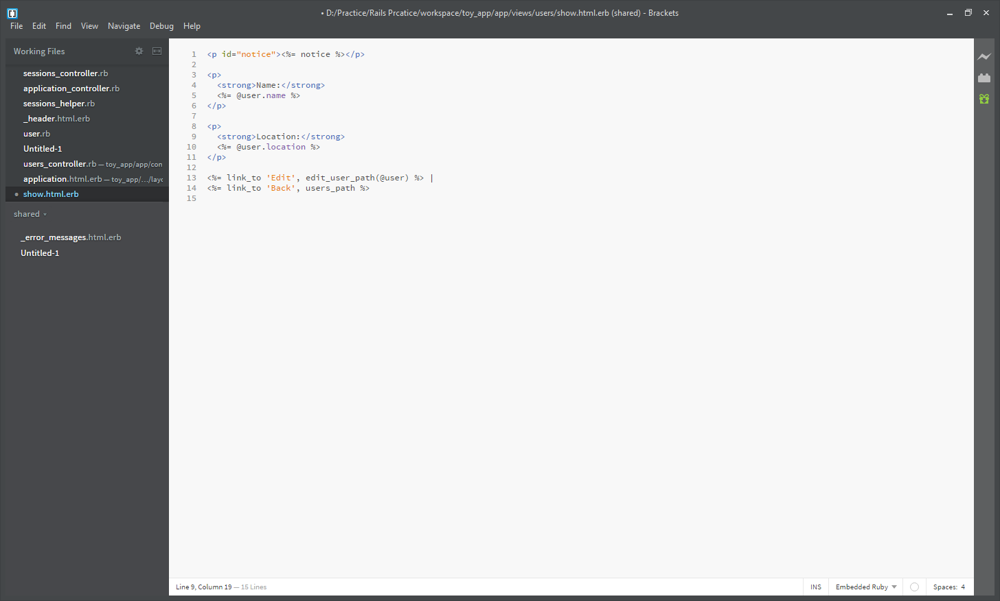 • D:/Practice/Rails Prcatice/workspace/toy_app/app/views/users/show.html.erb (shared) - Brackets
File Edit Find View Navigate Debug Help
Working Files
sessions_controller.rb
application_controller.rb
sessions_helper.rb
_header.html.erb
user.rb
Untitled-1
users_controller.rb — toy_app/app/con
application.html.erb — toy_app/.../layc
• show.html.erb
shared
_error_messages.html.erb
Untitled-1
1 <p id="notice"><%= notice %></p>
2
3 <p>
4   <strong>Name:</strong>
5   <%= @user.name %>
6 </p>
7
8 <p>
9   <strong>Location:</strong>
10   <%= @user.location %>
11 </p>
12
13 <%= link_to 'Edit', edit_user_path(@user) %> |
14 <%= link_to 'Back', users_path %>
15
Line 9, Column 19 — 15 Lines
INS Embedded Ruby Spaces: 4